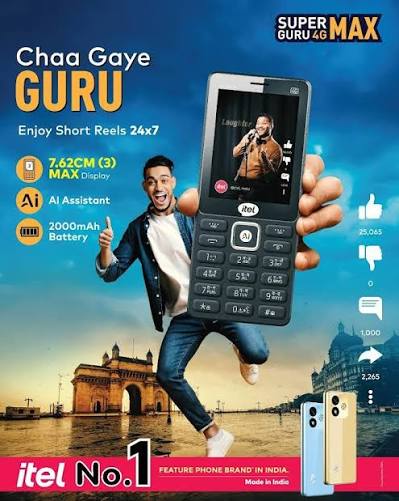 SUPER
GURU 4G MAX
Chaa Gaye
GURU
Enjoy Short Reels 24x7
7.62CM (3)
MAX Display
Ai
AI Assistant
2000mAh
Battery
Laughter
itel
Ai
25,065
0
1,000
2,265
itel No.1
FEATURE PHONE BRAND* IN INDIA.
Made in India